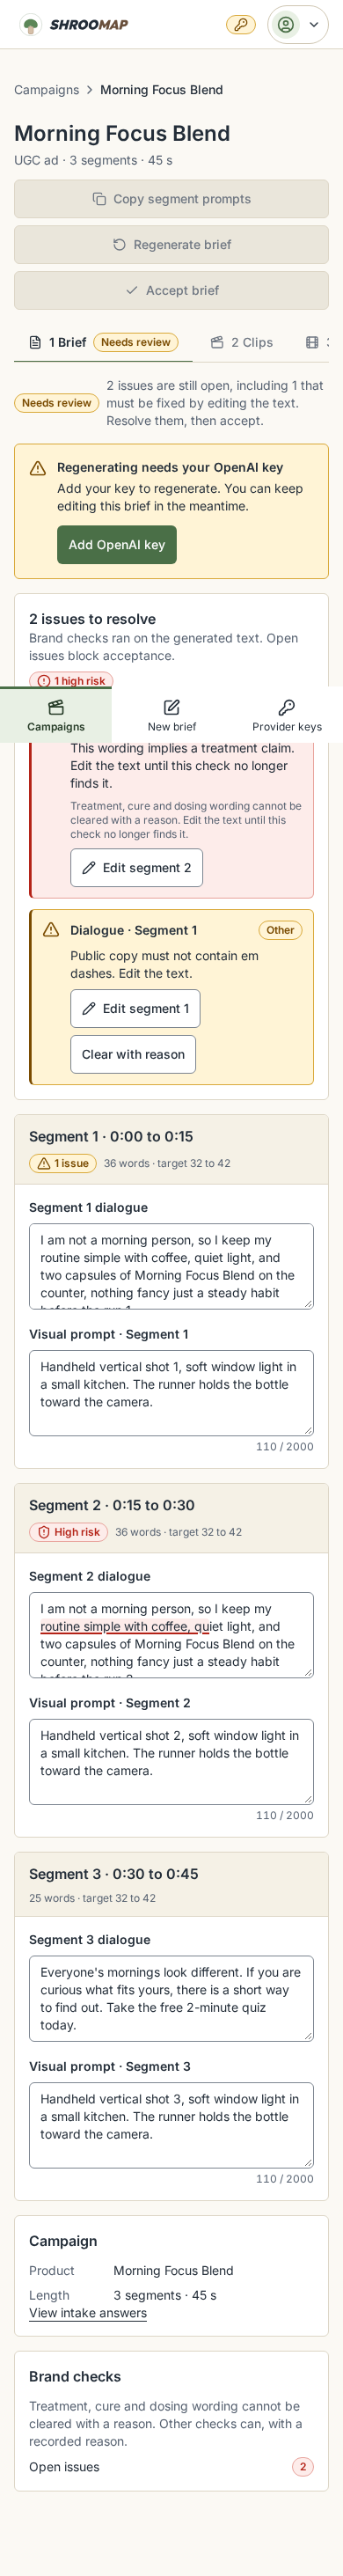 SHROOMAP
Campaigns > Morning Focus Blend
Morning Focus Blend
UGC ad · 3 segments · 45 s
Copy segment prompts
Regenerate brief
Accept brief
1 Brief Needs review 2 Clips
Needs review
2 issues are still open, including 1 that
must be fixed by editing the text.
Resolve them, then accept.
Regenerating needs your OpenAI key
Add your key to regenerate. You can keep
editing this brief in the meantime.
Add OpenAI key
2 issues to resolve
Brand checks ran on the generated text. Open
issues block acceptance.
1 high risk
Campaigns
New brief
Provider keys
This wording implies a treatment claim.
Edit the text until this check no longer
finds it.
Treatment, cure and dosing wording cannot be
cleared with a reason. Edit the text until this
check no longer finds it.
Edit segment 2
Dialogue · Segment 1 Other
Public copy must not contain em
dashes. Edit the text.
Edit segment 1
Clear with reason
Segment 1 · 0:00 to 0:15
1 issue 36 words · target 32 to 42
Segment 1 dialogue
I am not a morning person, so I keep my
routine simple with coffee, quiet light, and
two capsules of Morning Focus Blend on the
counter, nothing fancy just a steady habit
before the run 1.
Visual prompt · Segment 1
Handheld vertical shot 1, soft window light in
a small kitchen. The runner holds the bottle
toward the camera.
110 / 2000
Segment 2 · 0:15 to 0:30
High risk 36 words · target 32 to 42
Segment 2 dialogue
I am not a morning person, so I keep my
routine simple with coffee, quiet light, and
two capsules of Morning Focus Blend on the
counter, nothing fancy just a steady habit
before the run 2.
Visual prompt · Segment 2
Handheld vertical shot 2, soft window light in
a small kitchen. The runner holds the bottle
toward the camera.
110 / 2000
Segment 3 · 0:30 to 0:45
25 words · target 32 to 42
Segment 3 dialogue
Everyone's mornings look different. If you are
curious what fits yours, there is a short way
to find out. Take the free 2-minute quiz
today.
Visual prompt · Segment 3
Handheld vertical shot 3, soft window light in
a small kitchen. The runner holds the bottle
toward the camera.
110 / 2000
Campaign
Product Morning Focus Blend
Length 3 segments · 45 s
View intake answers
Brand checks
Treatment, cure and dosing wording cannot be
cleared with a reason. Other checks can, with a
recorded reason.
Open issues 2